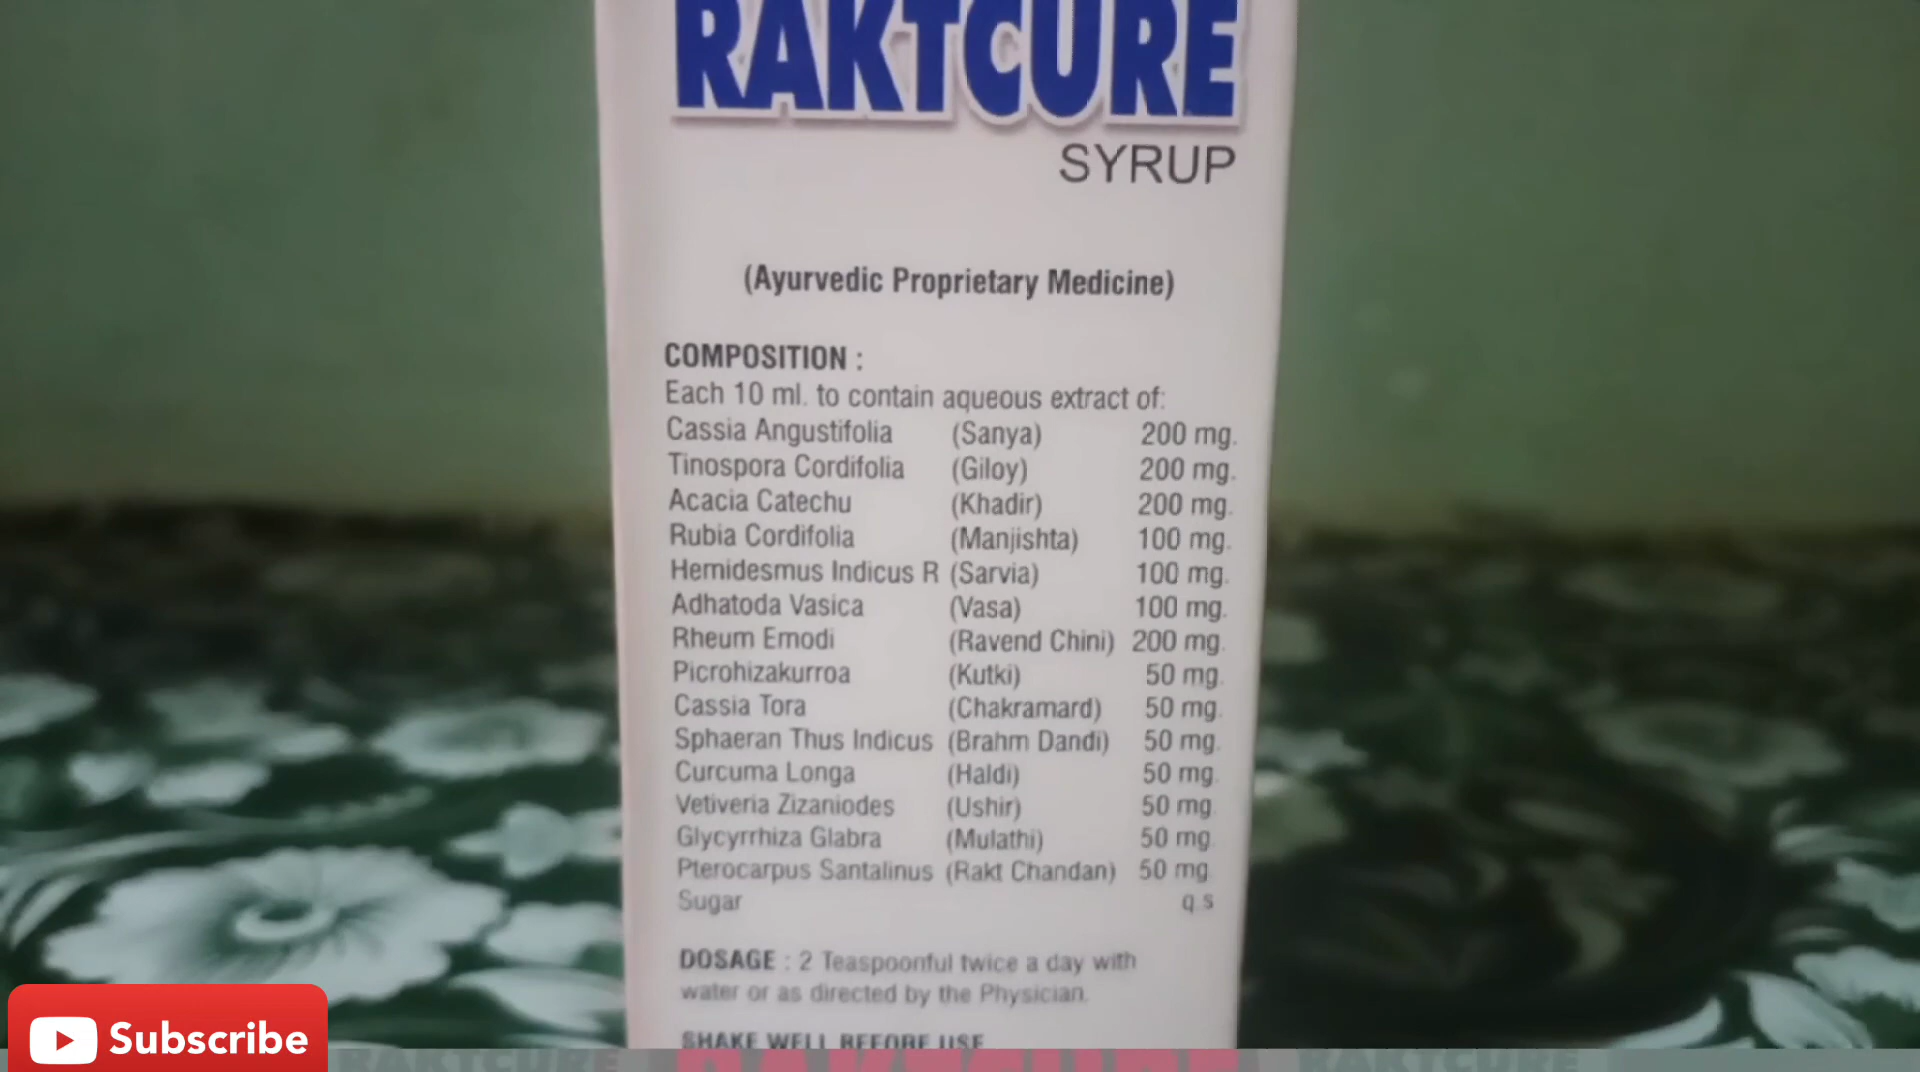 RAKTCURE
SYRUP
(Ayurvedic Proprietary Medicine)
COMPOSITION :
Each 10 ml. to contain aqueous extract of:
Cassia Angustifolia (Sanya) 200 mg.
Tinospora Cordifolia (Giloy) 200 mg.
Acacia Catechu (Khadir) 200 mg.
Rubia Cordifolia (Manjishta) 100 mg.
Hemidesmus Indicus R (Sarvia) 100 mg.
Adhatoda Vasica (Vasa) 100 mg.
Rheum Emodi (Ravend Chini) 200 mg.
Picrohizakurroa (Kutki) 50 mg.
Cassia Tora (Chakramard) 50 mg.
Sphaeran Thus Indicus (Brahm Dandi) 50 mg.
Curcuma Longa (Haldi) 50 mg.
Vetiveria Zizaniodes (Ushir) 50 mg
Glycyrrhiza Glabra (Mulathi) 50 mg
Pterocarpus Santalinus (Rakt Chandan) 50 mg
Sugar q.s
DOSAGE : 2 Teaspoonful twice a day with
water or as directed by the Physician.
SHAKE WELL BEFORE USE
Subscribe
RAKTCURE RAKTCURE RAKTCURE